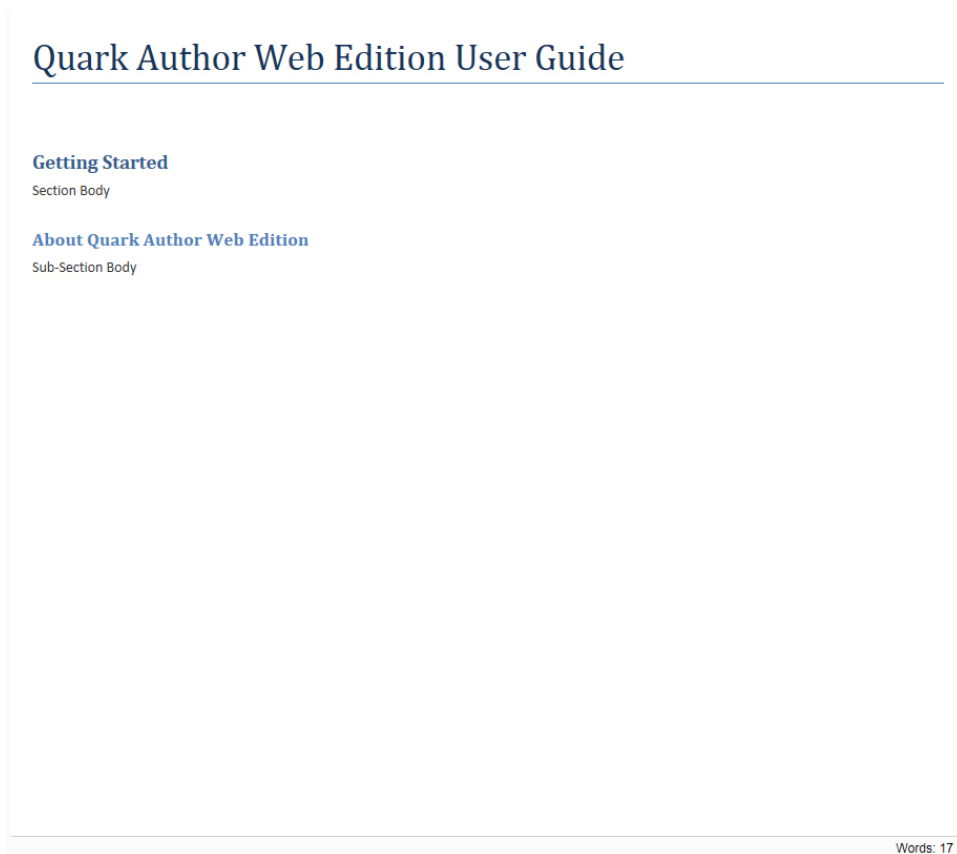 Quark Author Web Edition User Guide
Getting Started
Section Body
About Quark Author Web Edition
Sub-Section Body
Words: 17